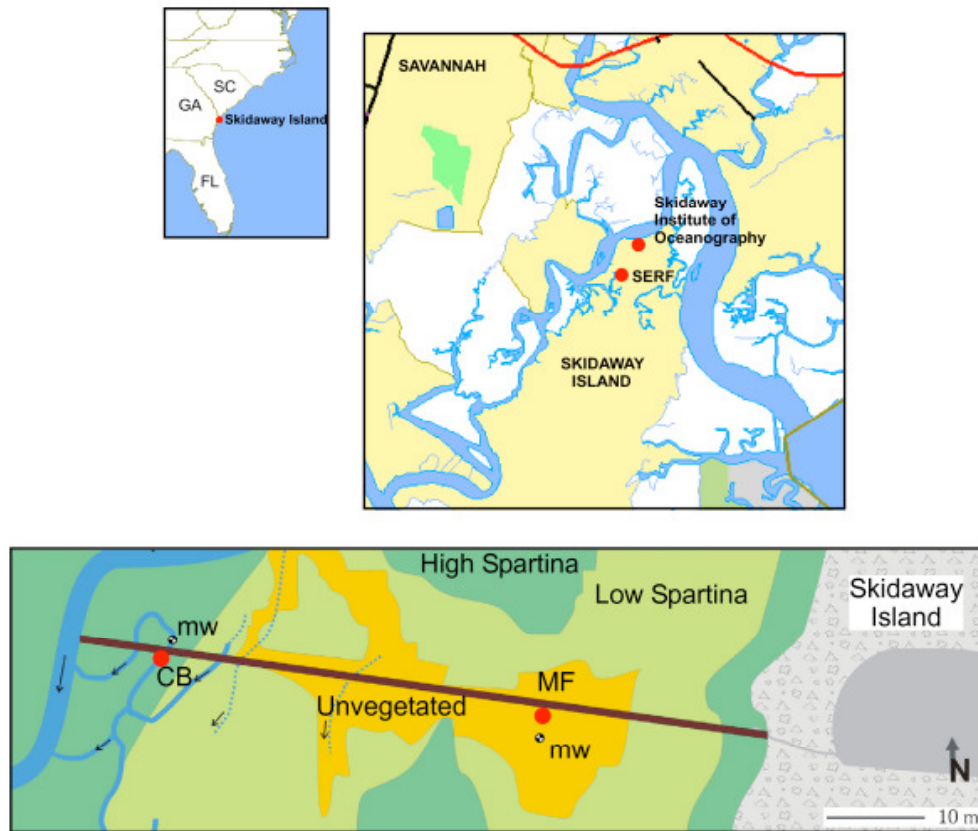 SC
GA
Skidaway Island
FL
SAVANNAH
Skidaway
Institute of
Oceanography
SERF
SKIDAWAY
ISLAND
High Spartina
Low Spartina
Skidaway
Island
mw
CB
MF
Unvegetated
mw
N
10 m